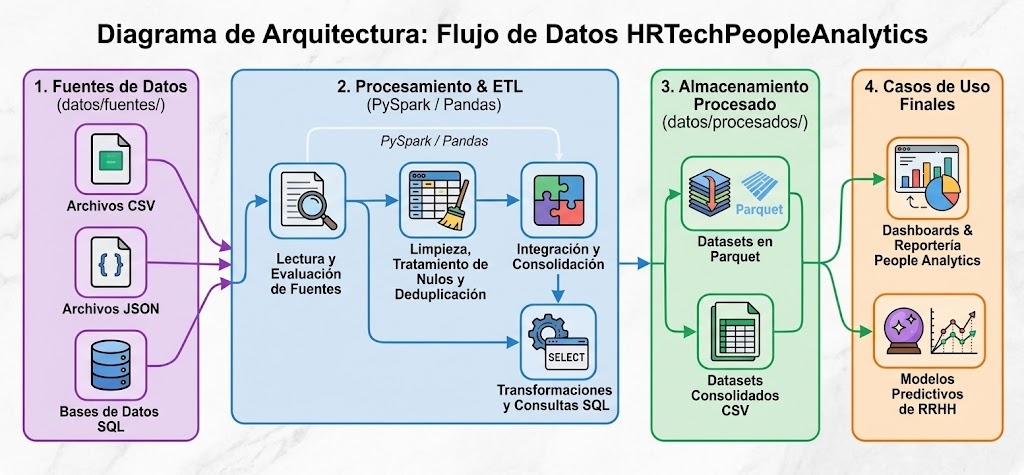 Diagrama de Arquitectura: Flujo de Datos HRTechPeopleAnalytics
1. Fuentes de Datos
(datos/fuentes/)
Archivos CSV
{ }
Archivos JSON
Bases de Datos
SQL
2. Procesamiento & ETL
(PySpark / Pandas)
PySpark / Pandas
Lectura y
Evaluación
de Fuentes
Limpieza,
Tratamiento de
Nulos y
Deduplicación
Integración y
Consolidación
SELECT
Transformaciones
y Consultas SQL
3. Almacenamiento
Procesado
(datos/procesados/)
Parquet
Datasets en
Parquet
Datasets
Consolidados
CSV
4. Casos de Uso
Finales
Dashboards &
Reportería
People Analytics
Modelos
Predictivos
de RRHH